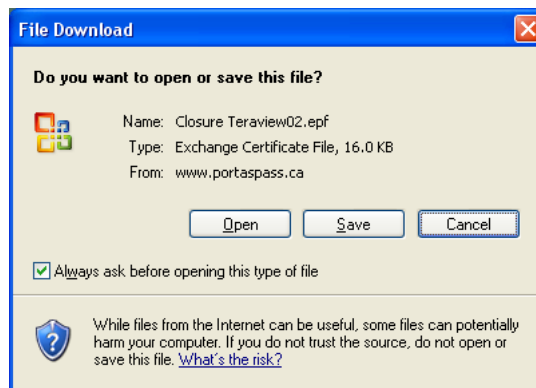 File Download
Do you want to open or save this file?
Name: Closure Teraview02.epf
Type: Exchange Certificate File, 16.0 KB
From: www.portaspass.ca
Open Save Cancel
Always ask before opening this type of file
While files from the Internet can be useful, some files can potentially
harm your computer. If you do not trust the source, do not open or
save this file. What's the risk?